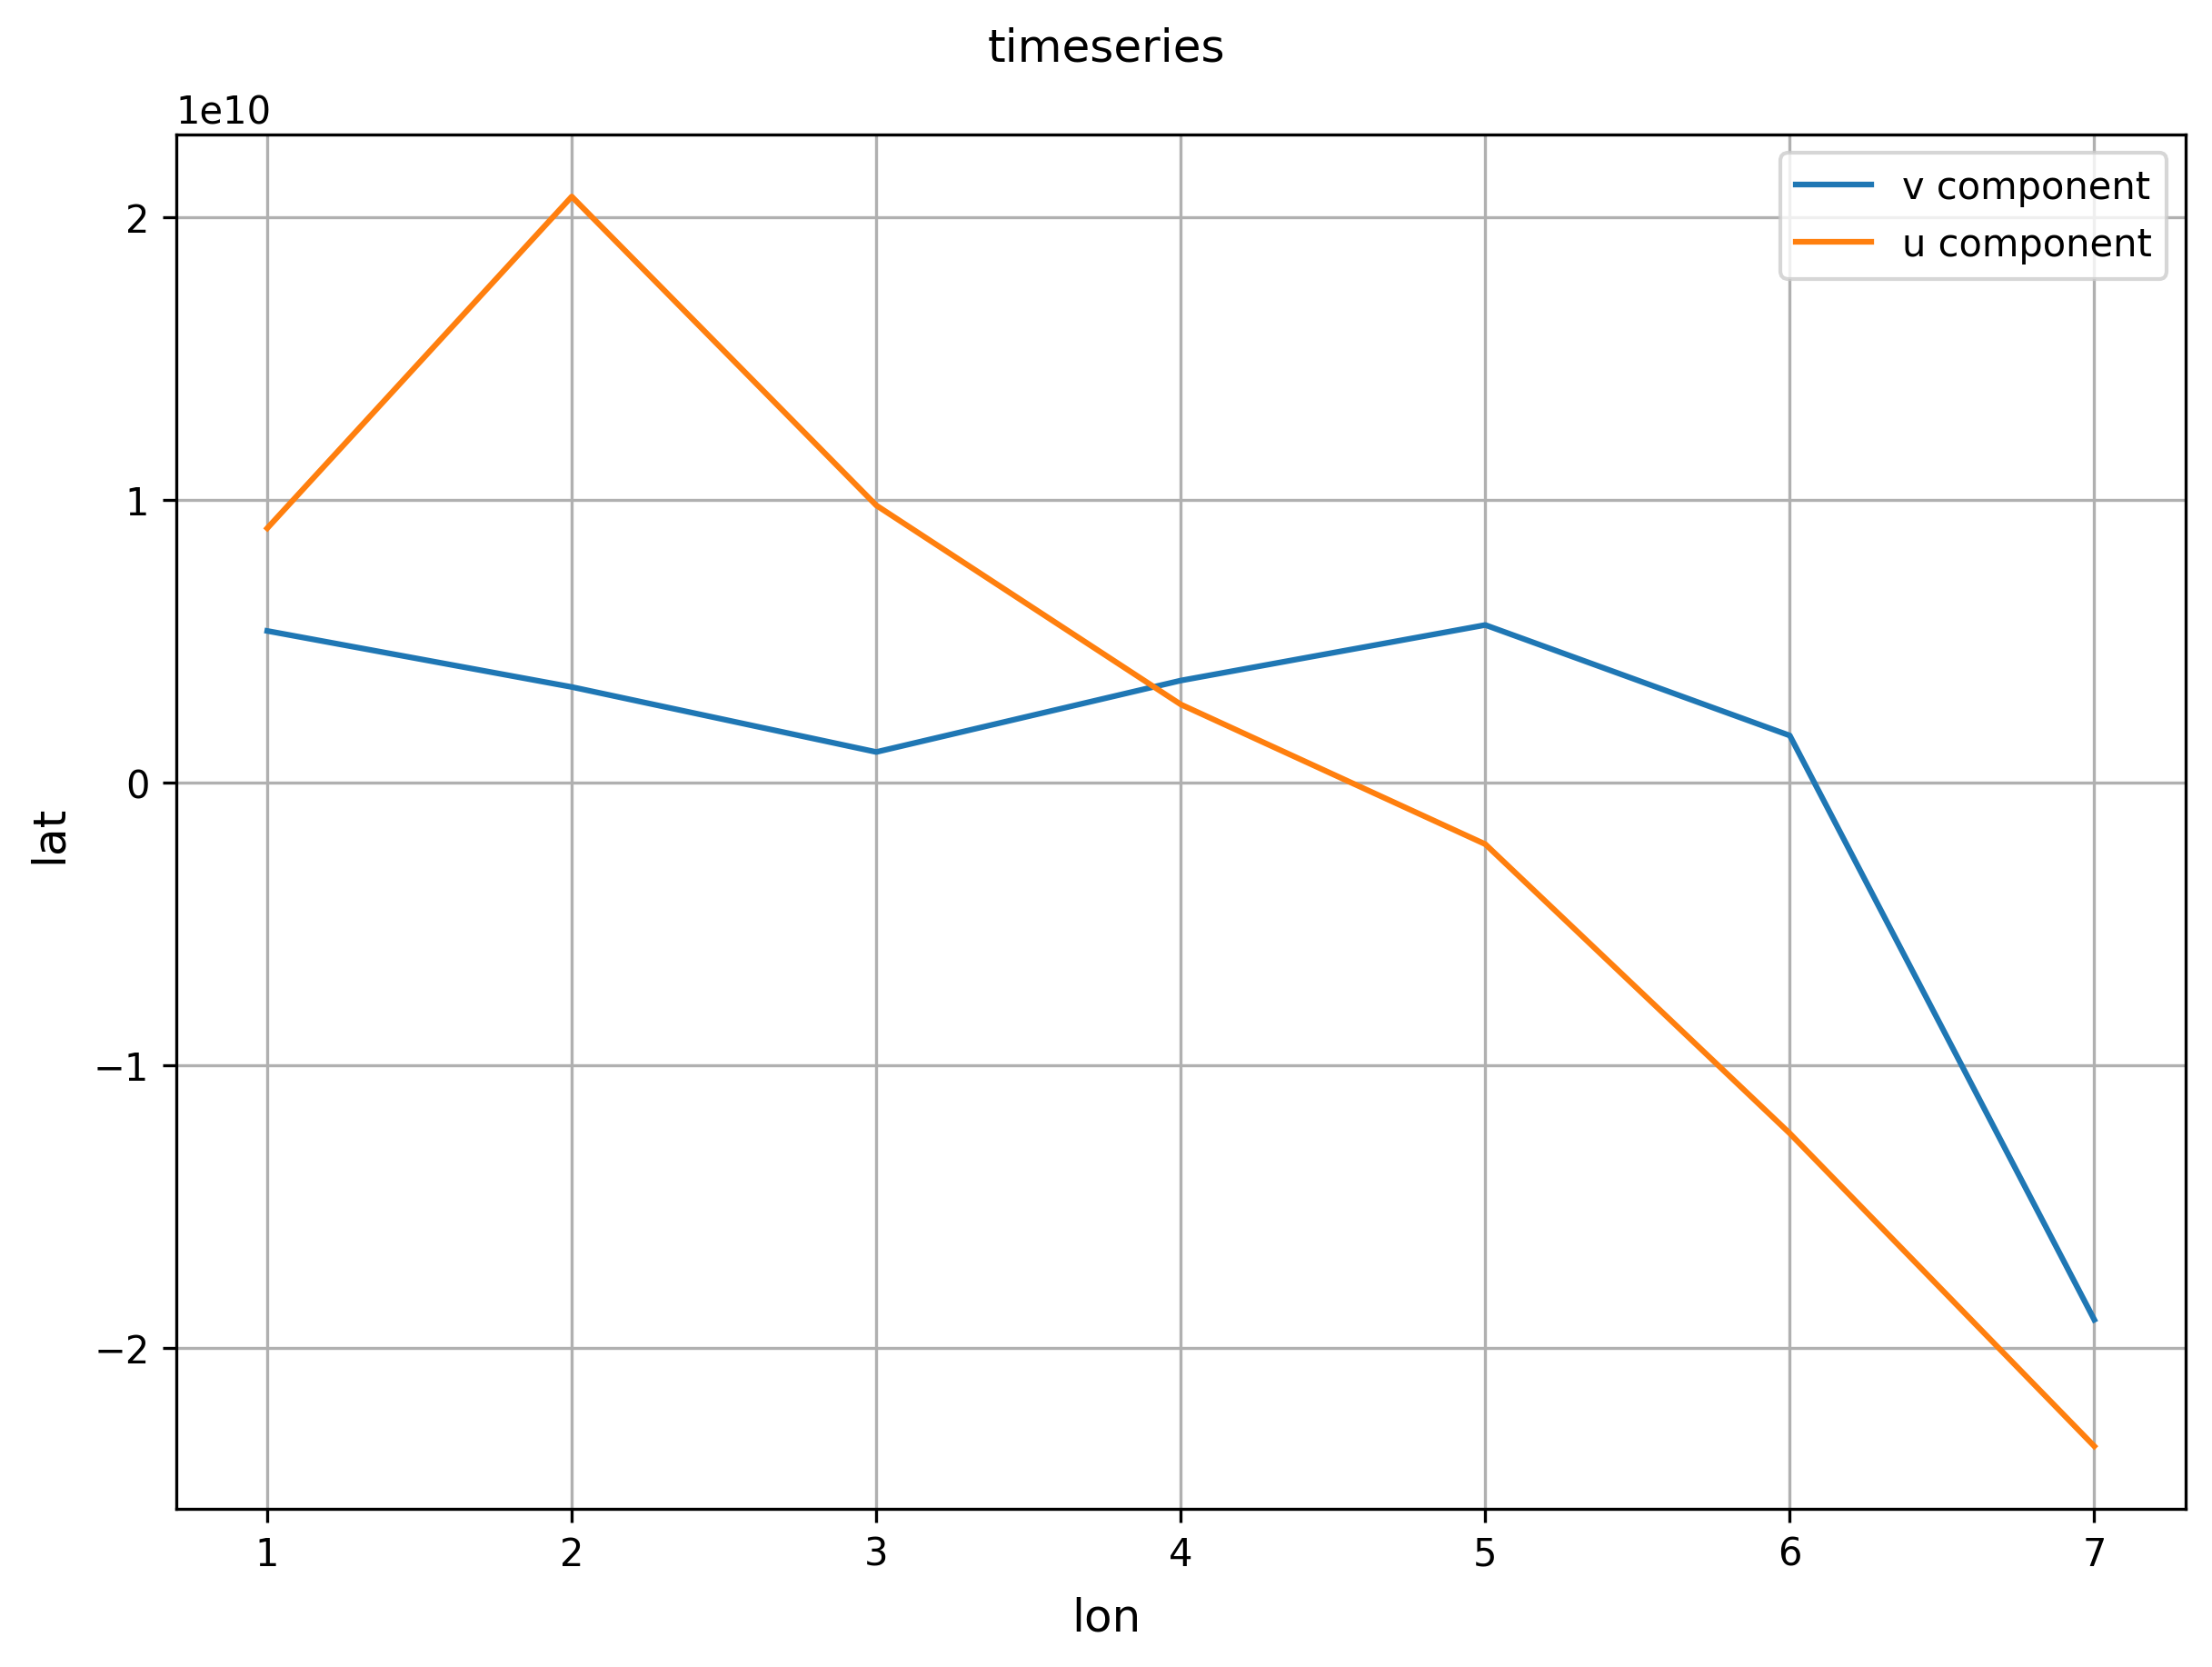 timeseries
1e10
v component
u component
2
1
0
−1
−2
lat
1 2 3 4 5 6 7
lon